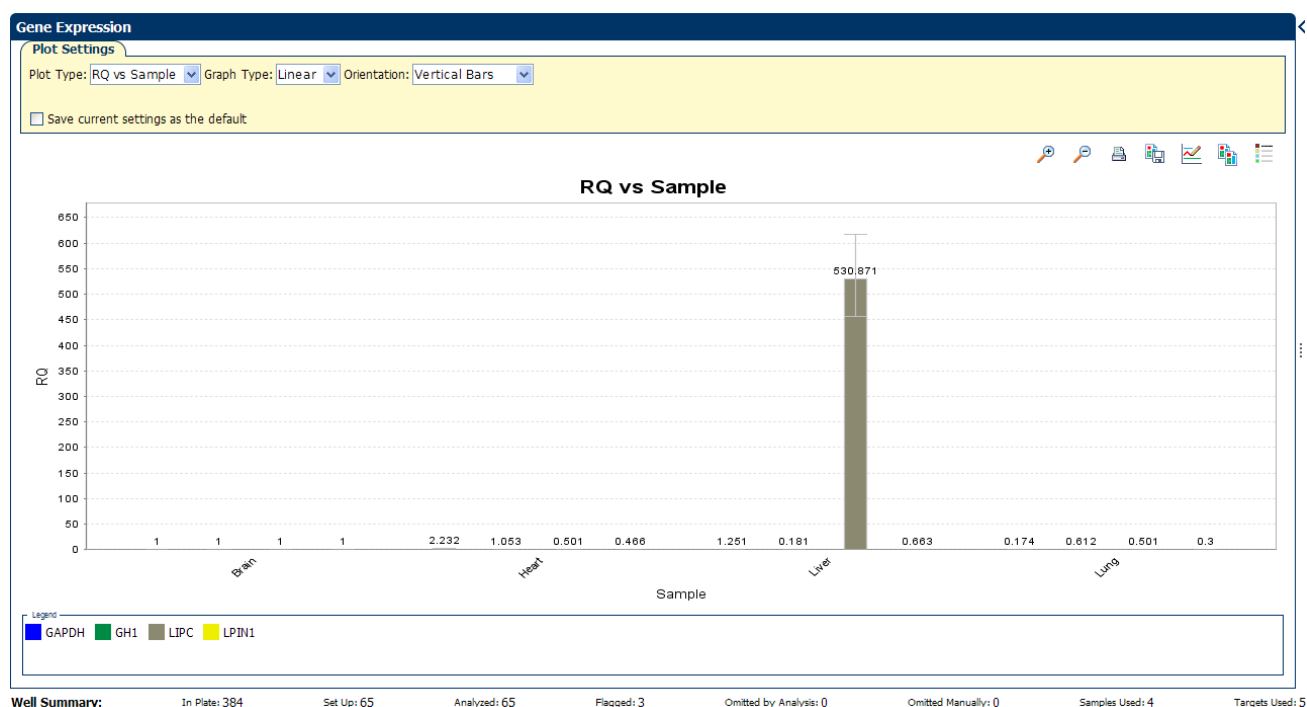 Gene Expression
Plot Settings
Plot Type: RQ vs Sample Graph Type: Linear Orientation: Vertical Bars
Save current settings as the default
RQ vs Sample
650
600
550
530.871
500
450
400
350
300
250
200
150
100
50
0
RQ
1 1 1 1 2.232 1.053 0.501 0.466 1.251 0.181 0.663 0.174 0.612 0.501 0.3
Brain Heart Liver Lung
Sample
Legend
GAPDH GH1 LIPC LPIN1
Well Summary: In Plate: 384 Set Up: 65 Analyzed: 65 Flagged: 3 Omitted by Analysis: 0 Omitted Manually: 0 Samples Used: 4 Targets Used: 5